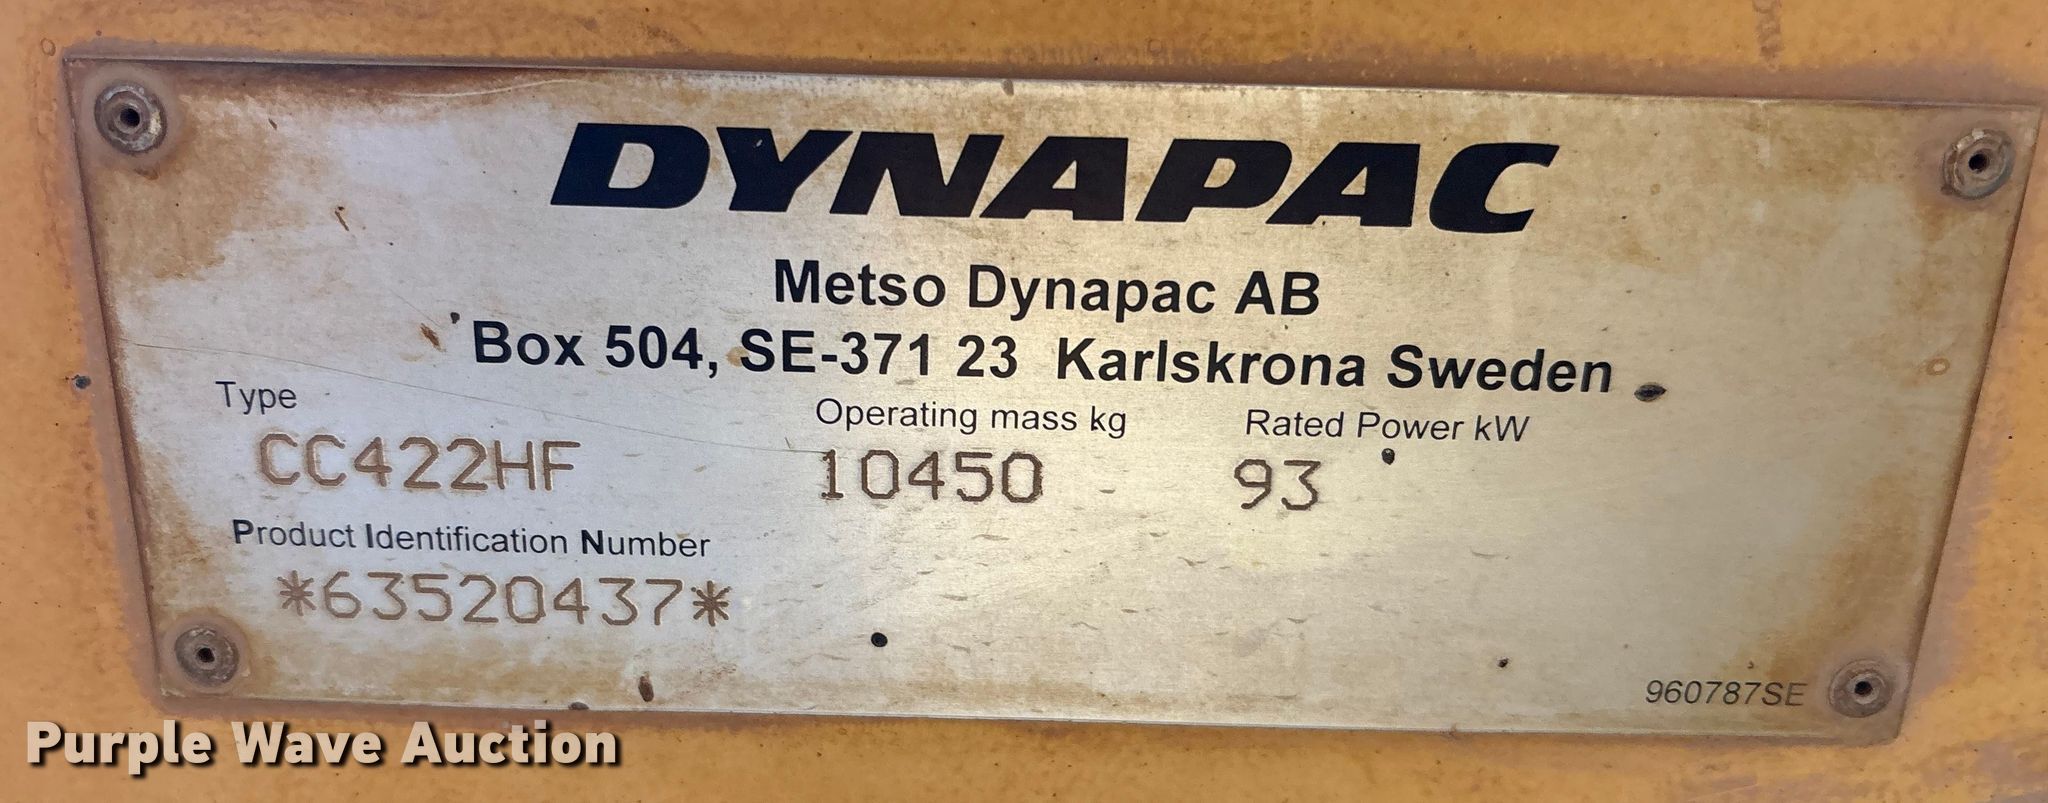 DYNAPAC
Metso Dynapac AB
Box 504, SE-371 23 Karlskrona Sweden
Type Operating mass kg Rated Power kW
CC422HF 10450 93
Product Identification Number
*63520437*
960787SE
Purple Wave Auction